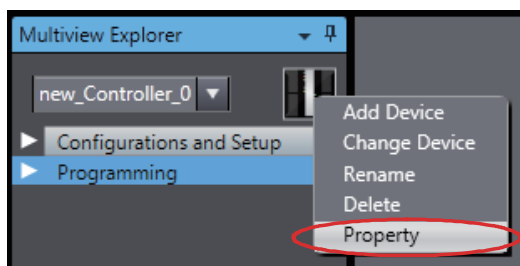 Multiview Explorer
new_Controller_0
Configurations and Setup
Programming
Add Device
Change Device
Rename
Delete
Property